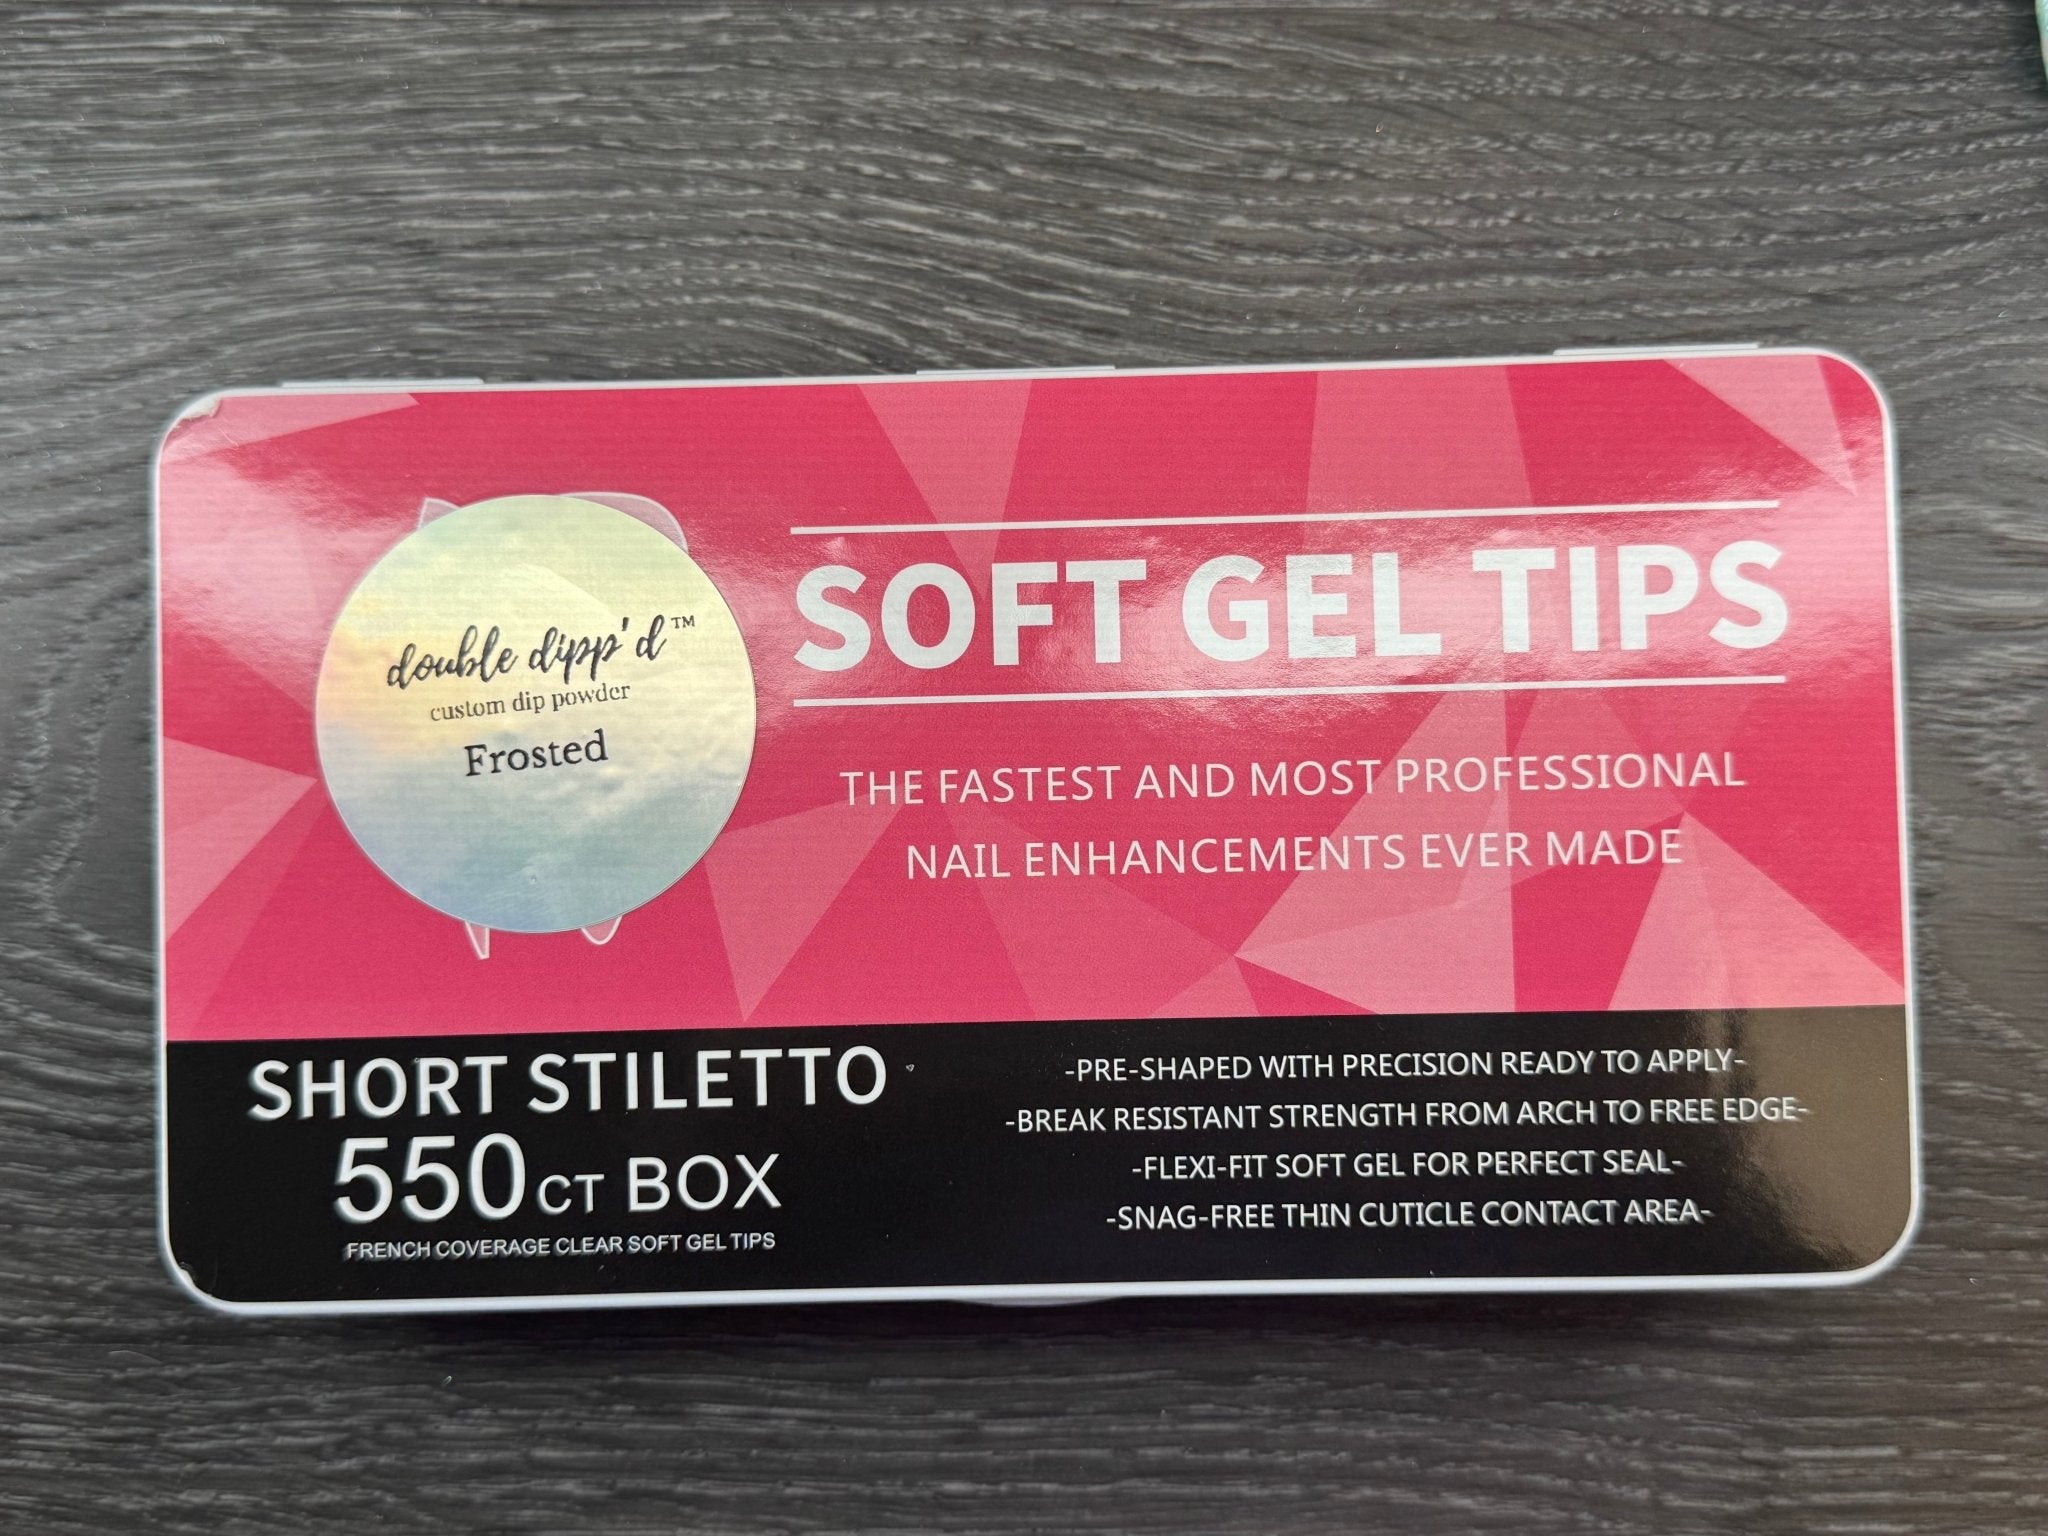 double dipp'd™
custom dip powder
Frosted
SOFT GEL TIPS
THE FASTEST AND MOST PROFESSIONAL
NAIL ENHANCEMENTS EVER MADE
SHORT STILETTO
550 CT BOX
FRENCH COVERAGE CLEAR SOFT GEL TIPS
-PRE-SHAPED WITH PRECISION READY TO APPLY-
-BREAK RESISTANT STRENGTH FROM ARCH TO FREE EDGE-
-FLEXI-FIT SOFT GEL FOR PERFECT SEAL-
-SNAG-FREE THIN CUTICLE CONTACT AREA-